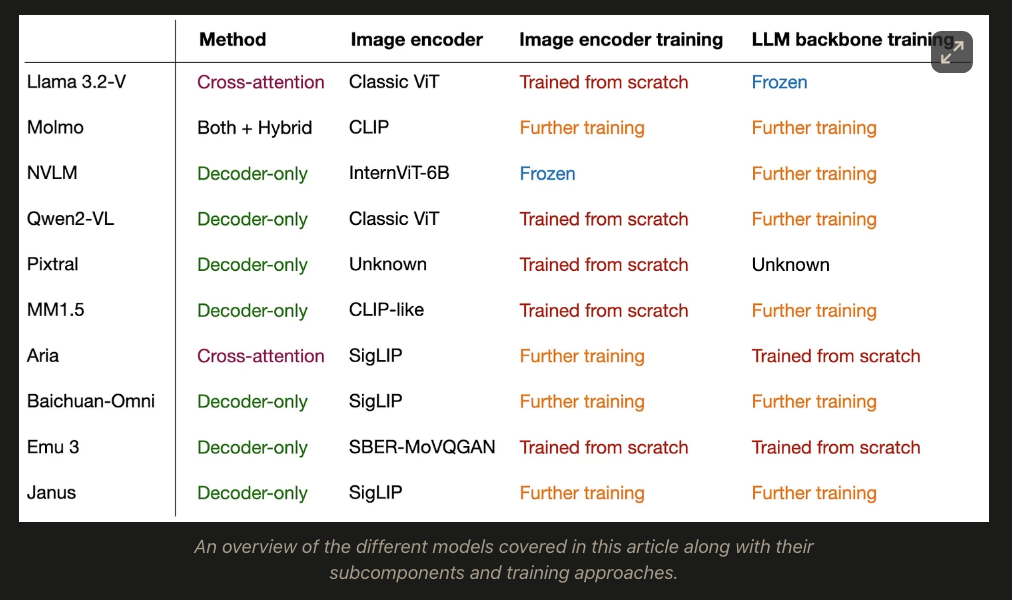 Method Image encoder Image encoder training LLM backbone training
Llama 3.2-V Cross-attention Classic ViT Trained from scratch Frozen
Molmo Both + Hybrid CLIP Further training Further training
NVLM Decoder-only InternViT-6B Frozen Further training
Qwen2-VL Decoder-only Classic ViT Trained from scratch Further training
Pixtral Decoder-only Unknown Trained from scratch Unknown
MM1.5 Decoder-only CLIP-like Trained from scratch Further training
Aria Cross-attention SigLIP Further training Trained from scratch
Baichuan-Omni Decoder-only SigLIP Further training Further training
Emu 3 Decoder-only SBER-MoVQGAN Trained from scratch Trained from scratch
Janus Decoder-only SigLIP Further training Further training
An overview of the different models covered in this article along with their
subcomponents and training approaches.